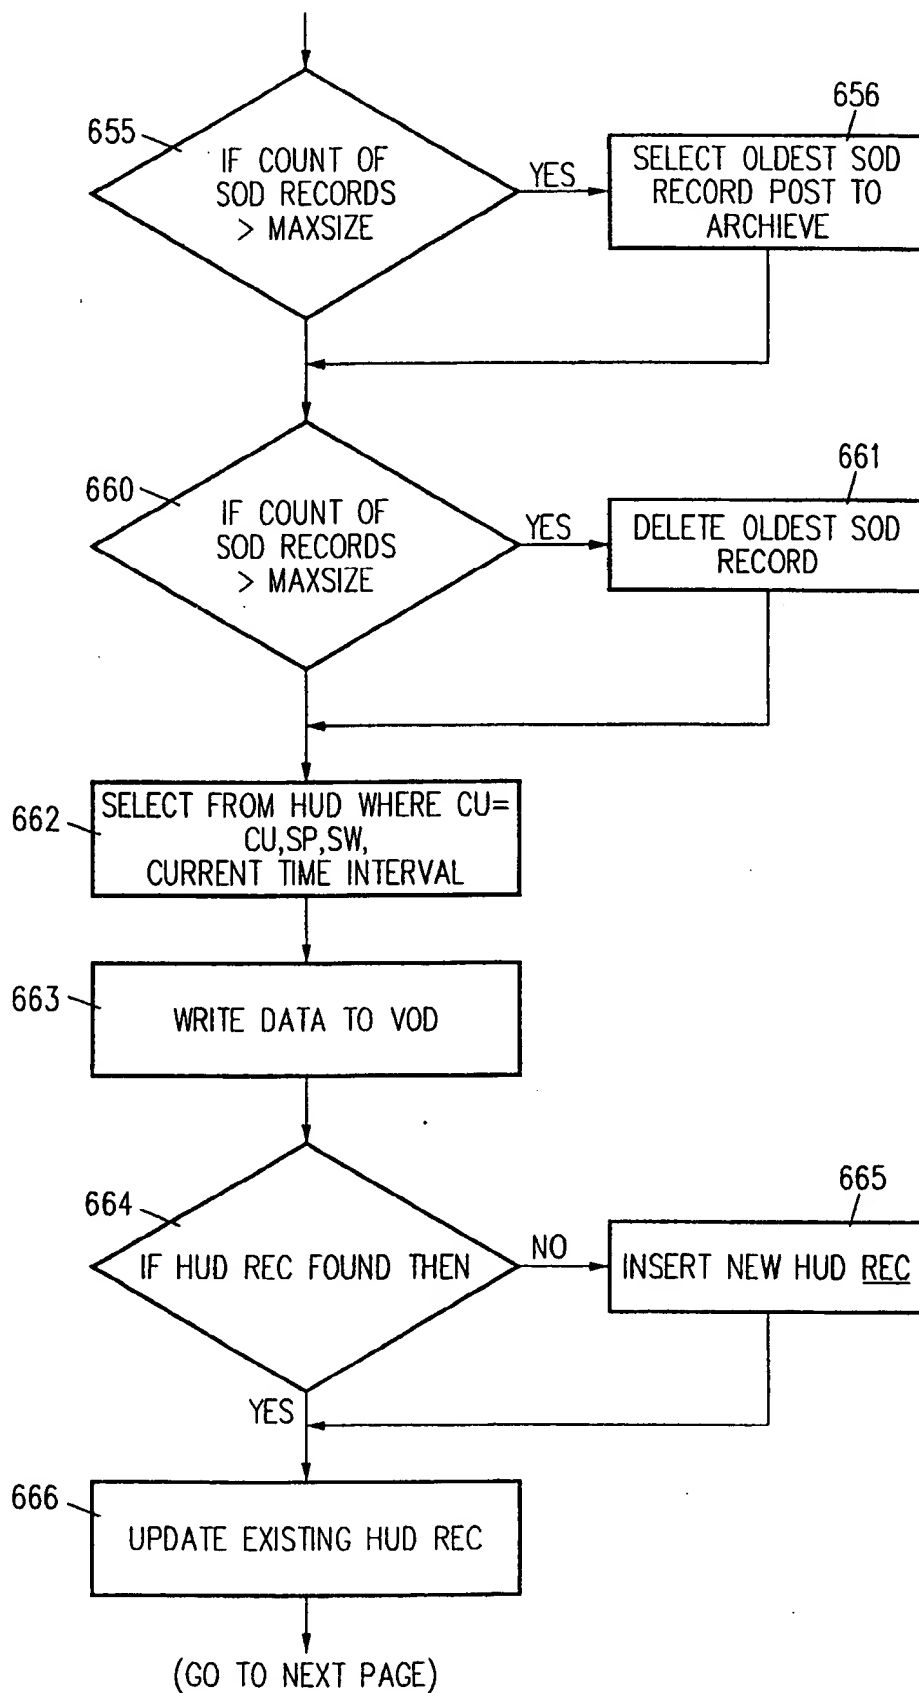 655
IF COUNT OF
SOD RECORDS
> MAXSIZE
YES
656
SELECT OLDEST SOD
RECORD POST TO
ARCHIEVE
660
IF COUNT OF
SOD RECORDS
> MAXSIZE
YES
661
DELETE OLDEST SOD
RECORD
662
SELECT FROM HUD WHERE CU=
CU,SP,SW,
CURRENT TIME INTERVAL
663
WRITE DATA TO VOD
664
IF HUD REC FOUND THEN
NO
665
INSERT NEW HUD REC
YES
666
UPDATE EXISTING HUD REC
(GO TO NEXT PAGE)